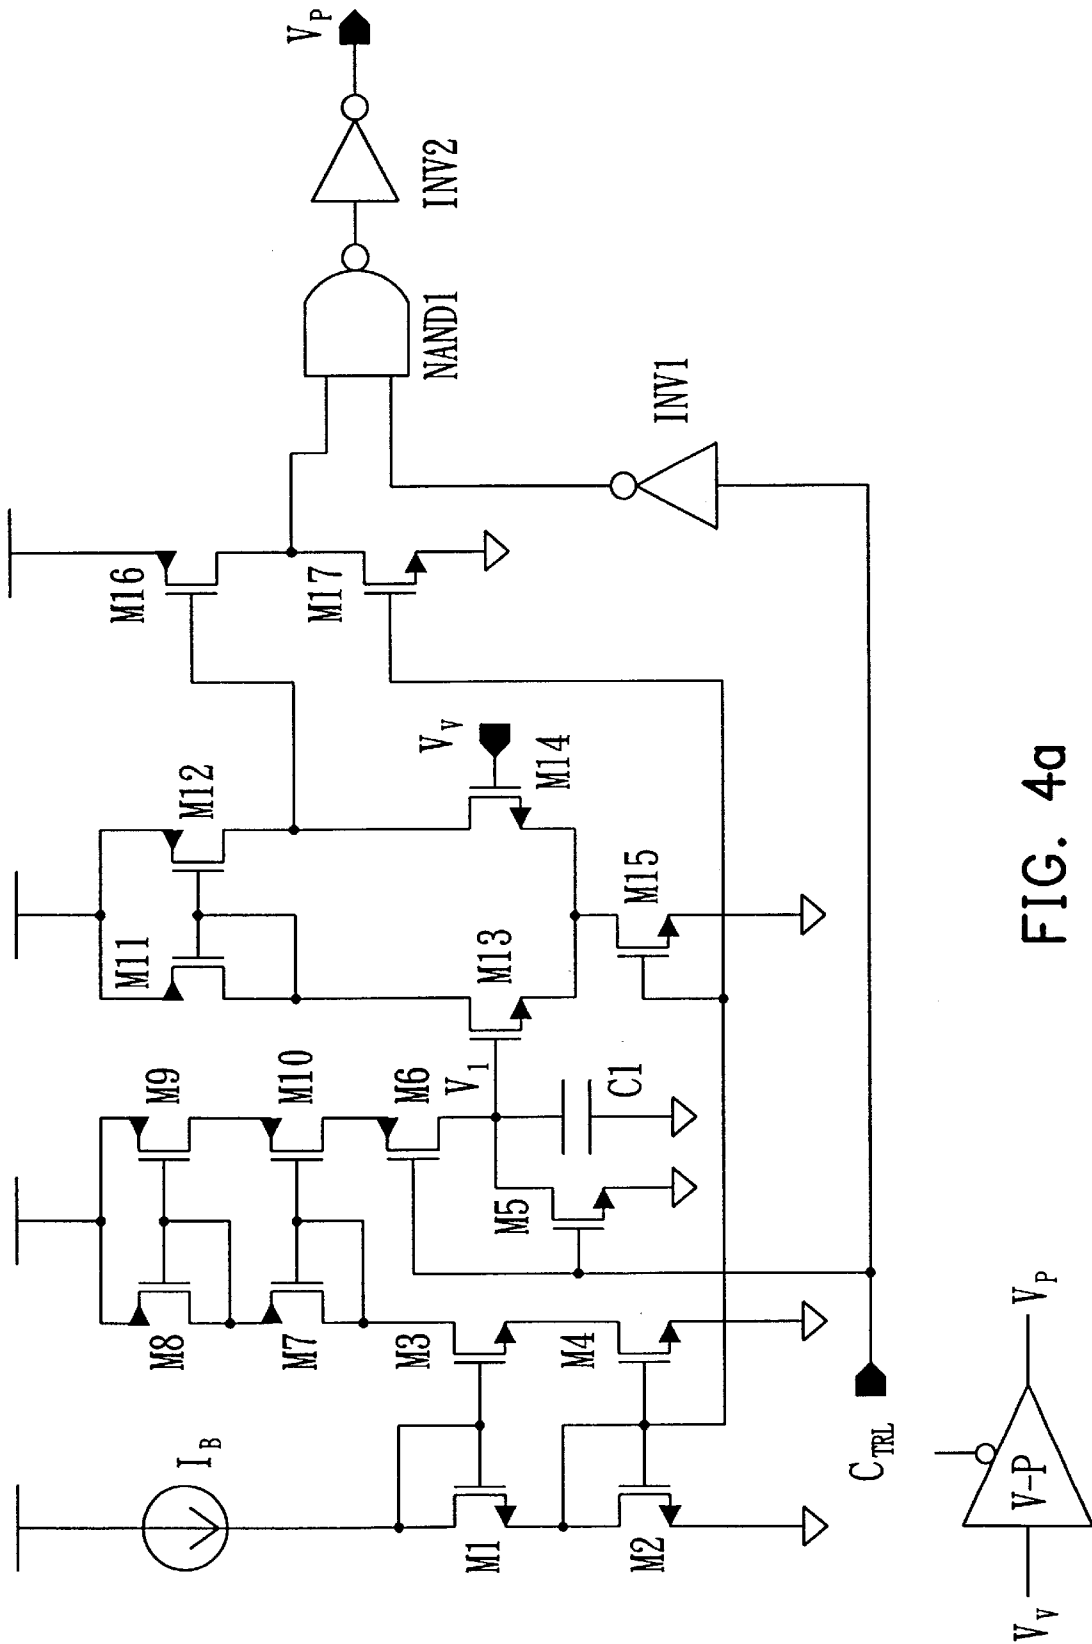 I_B
M1
M2
M3
M4
M5
M6
M7
M8
M9
M10
V_1
C1
M11
M12
M13
M14
V_V
M15
M16
M17
NAND1
INV1
INV2
V_P
C_TRL
V_V
V-P
V_P
FIG. 4a